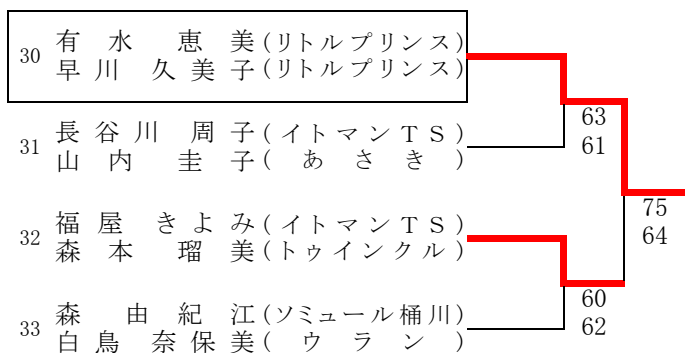 30 有水 恵美(リトルプリンス)
早川 久美子(リトルプリンス)
63
61
31 長谷川 周子(イトマンTS)
山内 圭子(あさき)
75
64
32 福屋 きよみ(イトマンTS)
森本 瑠美(トゥインクル)
60
62
33 森 由紀江(ソミュール桶川)
白鳥 奈保美(ウラン)